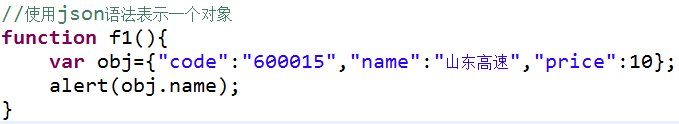 //使用json语法表示一个对象
function f1(){
    var obj={"code":"600015","name":"山东高速","price":10};
    alert(obj.name);
}